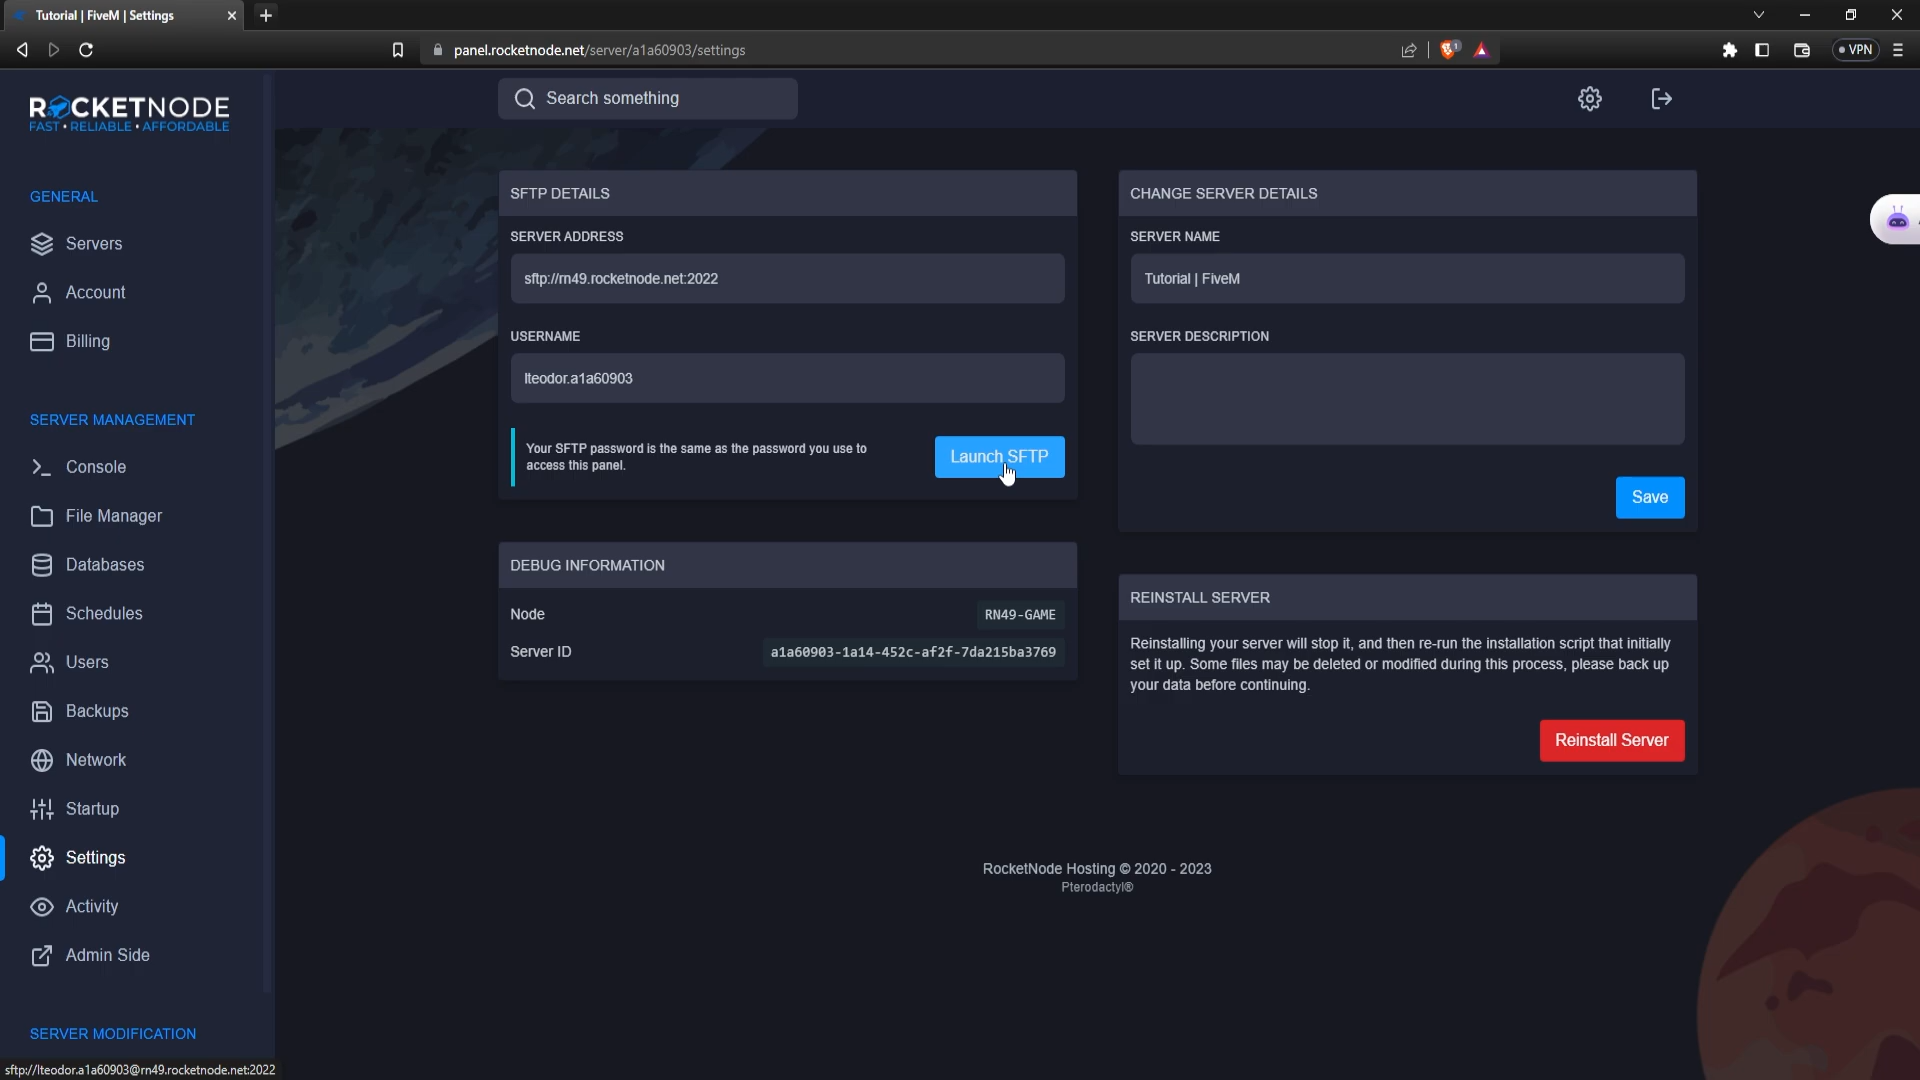 Tutorial | FiveM | Settings
panel.rocketnode.net/server/a1a60903/settings
VPN
ROCKETNODE
FAST • RELIABLE • AFFORDABLE
Search something
GENERAL
Servers
Account
Billing
SERVER MANAGEMENT
Console
File Manager
Databases
Schedules
Users
Backups
Network
Startup
Settings
Activity
Admin Side
SERVER MODIFICATION
SFTP DETAILS
SERVER ADDRESS
sftp://rn49.rocketnode.net:2022
USERNAME
lteodor.a1a60903
Your SFTP password is the same as the password you use to
access this panel.
Launch SFTP
DEBUG INFORMATION
Node
RN49-GAME
Server ID
a1a60903-1a14-452c-af2f-7da215ba3769
CHANGE SERVER DETAILS
SERVER NAME
Tutorial | FiveM
SERVER DESCRIPTION
Save
REINSTALL SERVER
Reinstalling your server will stop it, and then re-run the installation script that initially
set it up. Some files may be deleted or modified during this process, please back up
your data before continuing.
Reinstall Server
RocketNode Hosting © 2020 - 2023
Pterodactyl®
sftp://lteodor.a1a60903@rn49.rocketnode.net:2022